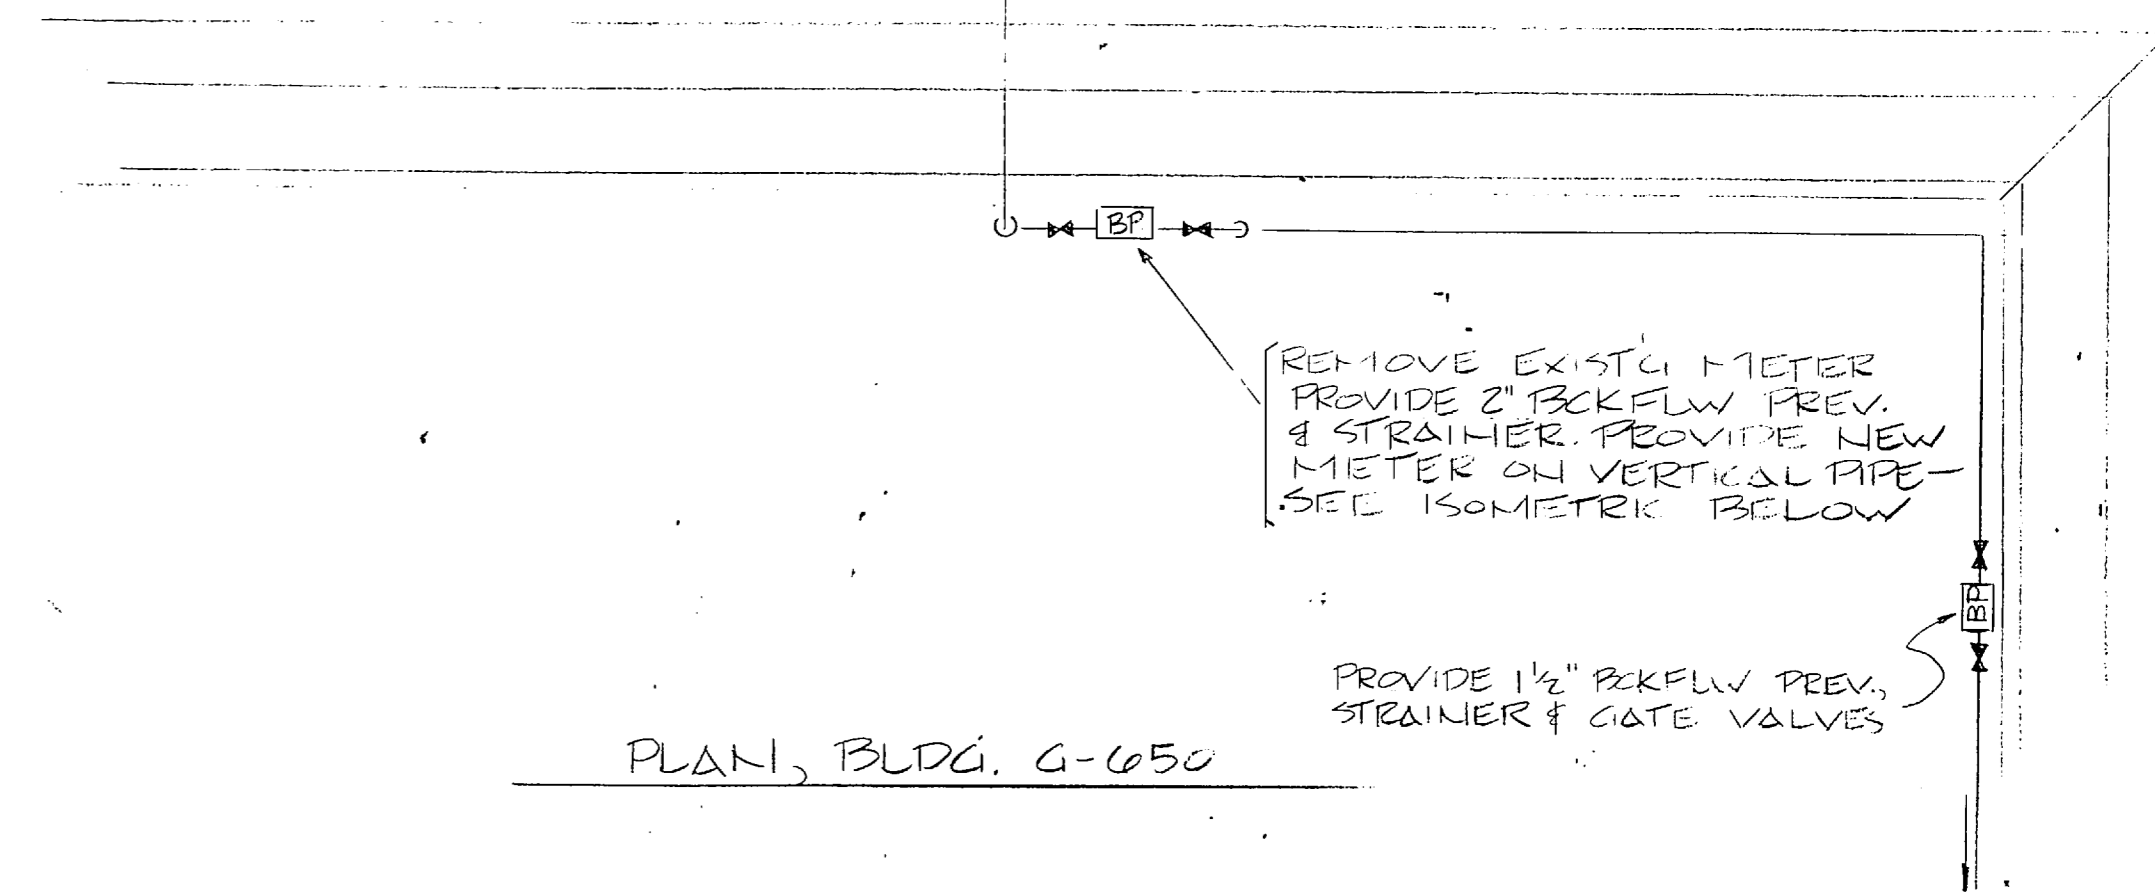 BP
REMOVE EXIST'G METER
PROVIDE 2" BCKFLW PREV.
& STRAINER. PROVIDE NEW
METER ON VERTICAL PIPE-
SEE ISOMETRIC BELOW
BP
PROVIDE 1½" BCKFLW PREV.,
STRAINER & GATE VALVES
PLAN, BLDG. G-650